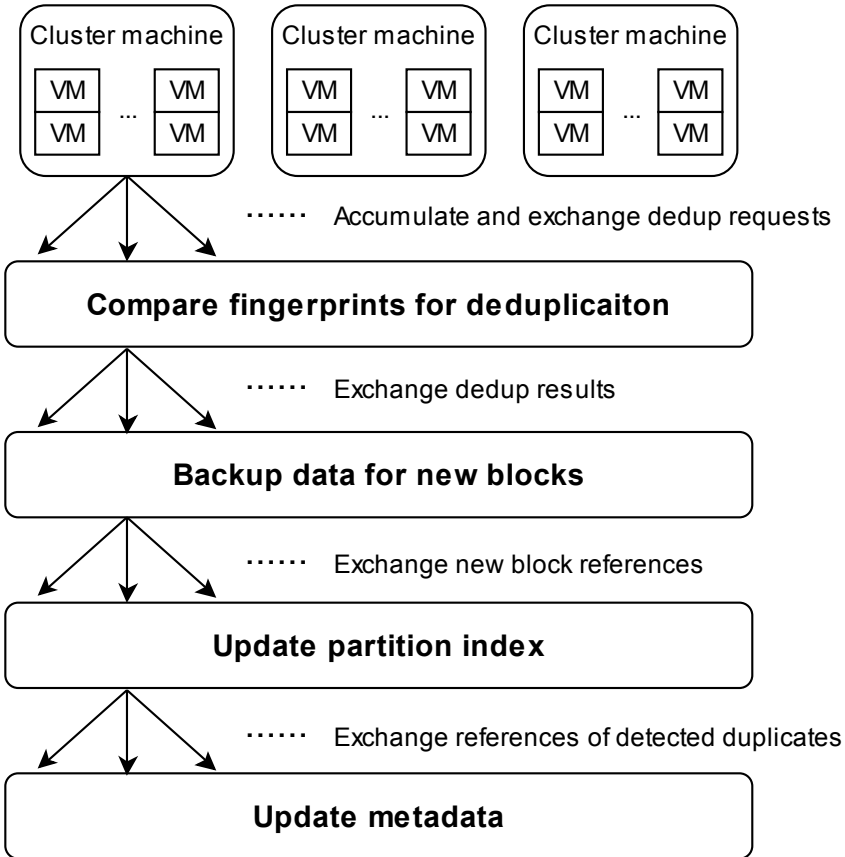 Cluster machine Cluster machine Cluster machine
VM VM VM VM VM VM
... ... ...
VM VM VM VM VM VM
...... Accumulate and exchange dedup requests
Compare fingerprints for deduplicaiton
...... Exchange dedup results
Backup data for new blocks
...... Exchange new block references
Update partition index
...... Exchange references of detected duplicates
Update metadata